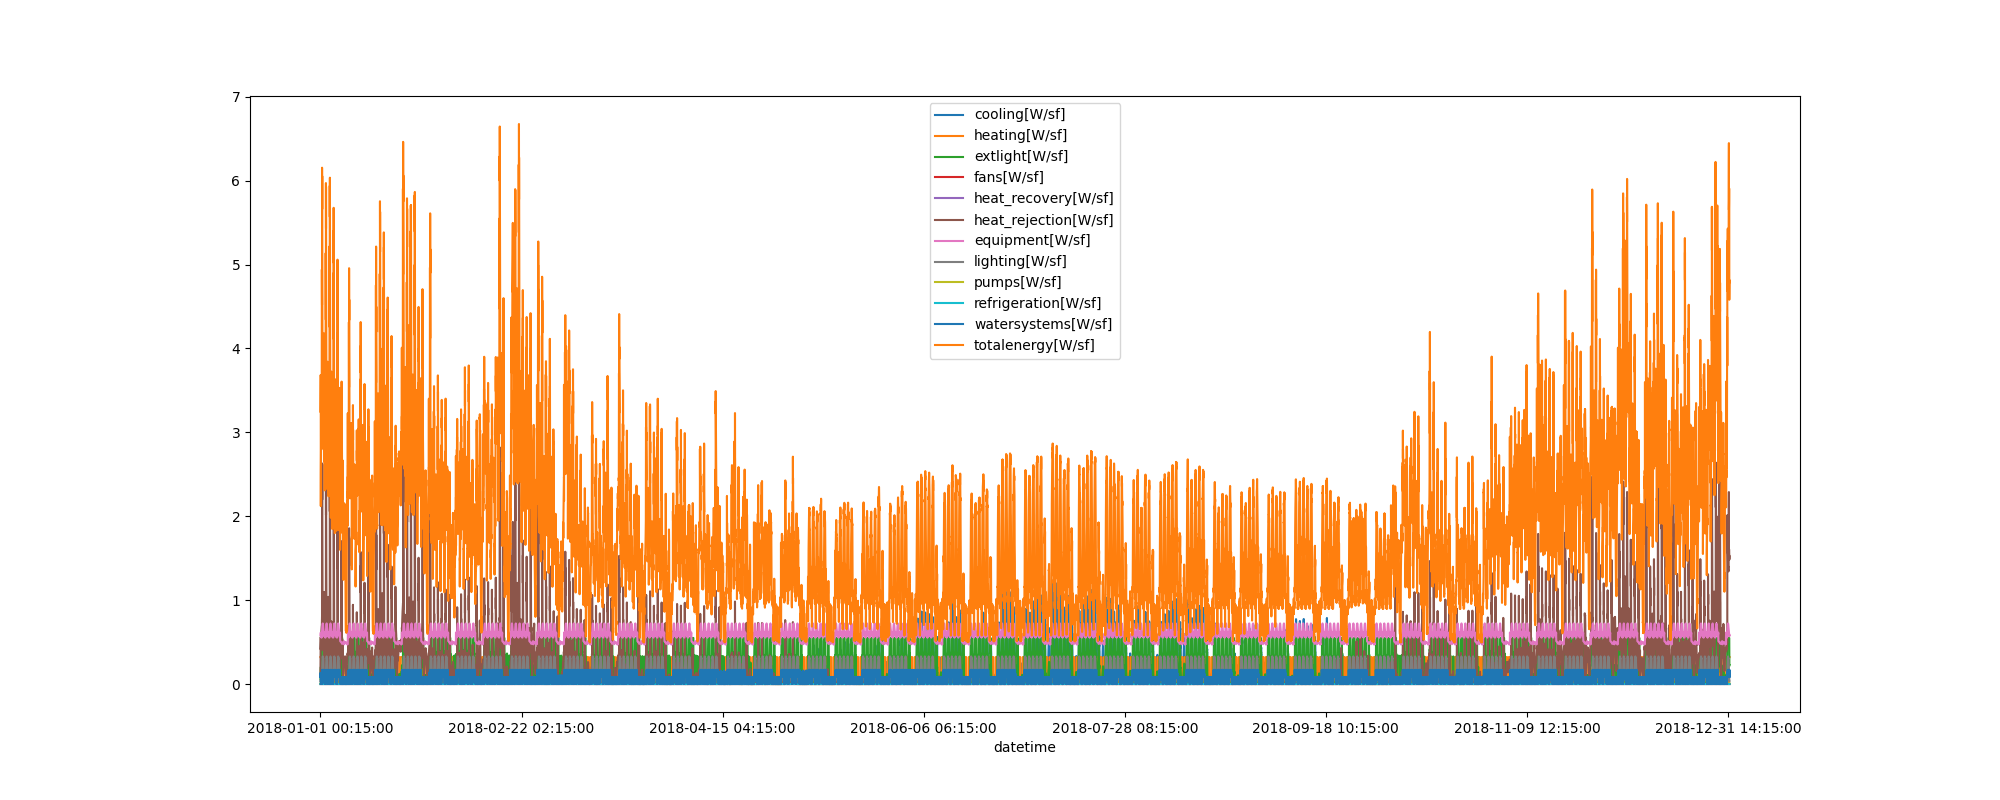 7
6
5
4
3
2
1
0
cooling[W/sf]
heating[W/sf]
extlight[W/sf]
fans[W/sf]
heat_recovery[W/sf]
heat_rejection[W/sf]
equipment[W/sf]
lighting[W/sf]
pumps[W/sf]
refrigeration[W/sf]
watersystems[W/sf]
totalenergy[W/sf]
2018-01-01 00:15:00 2018-02-22 02:15:00 2018-04-15 04:15:00 2018-06-06 06:15:00 2018-07-28 08:15:00 2018-09-18 10:15:00 2018-11-09 12:15:00 2018-12-31 14:15:00
datetime